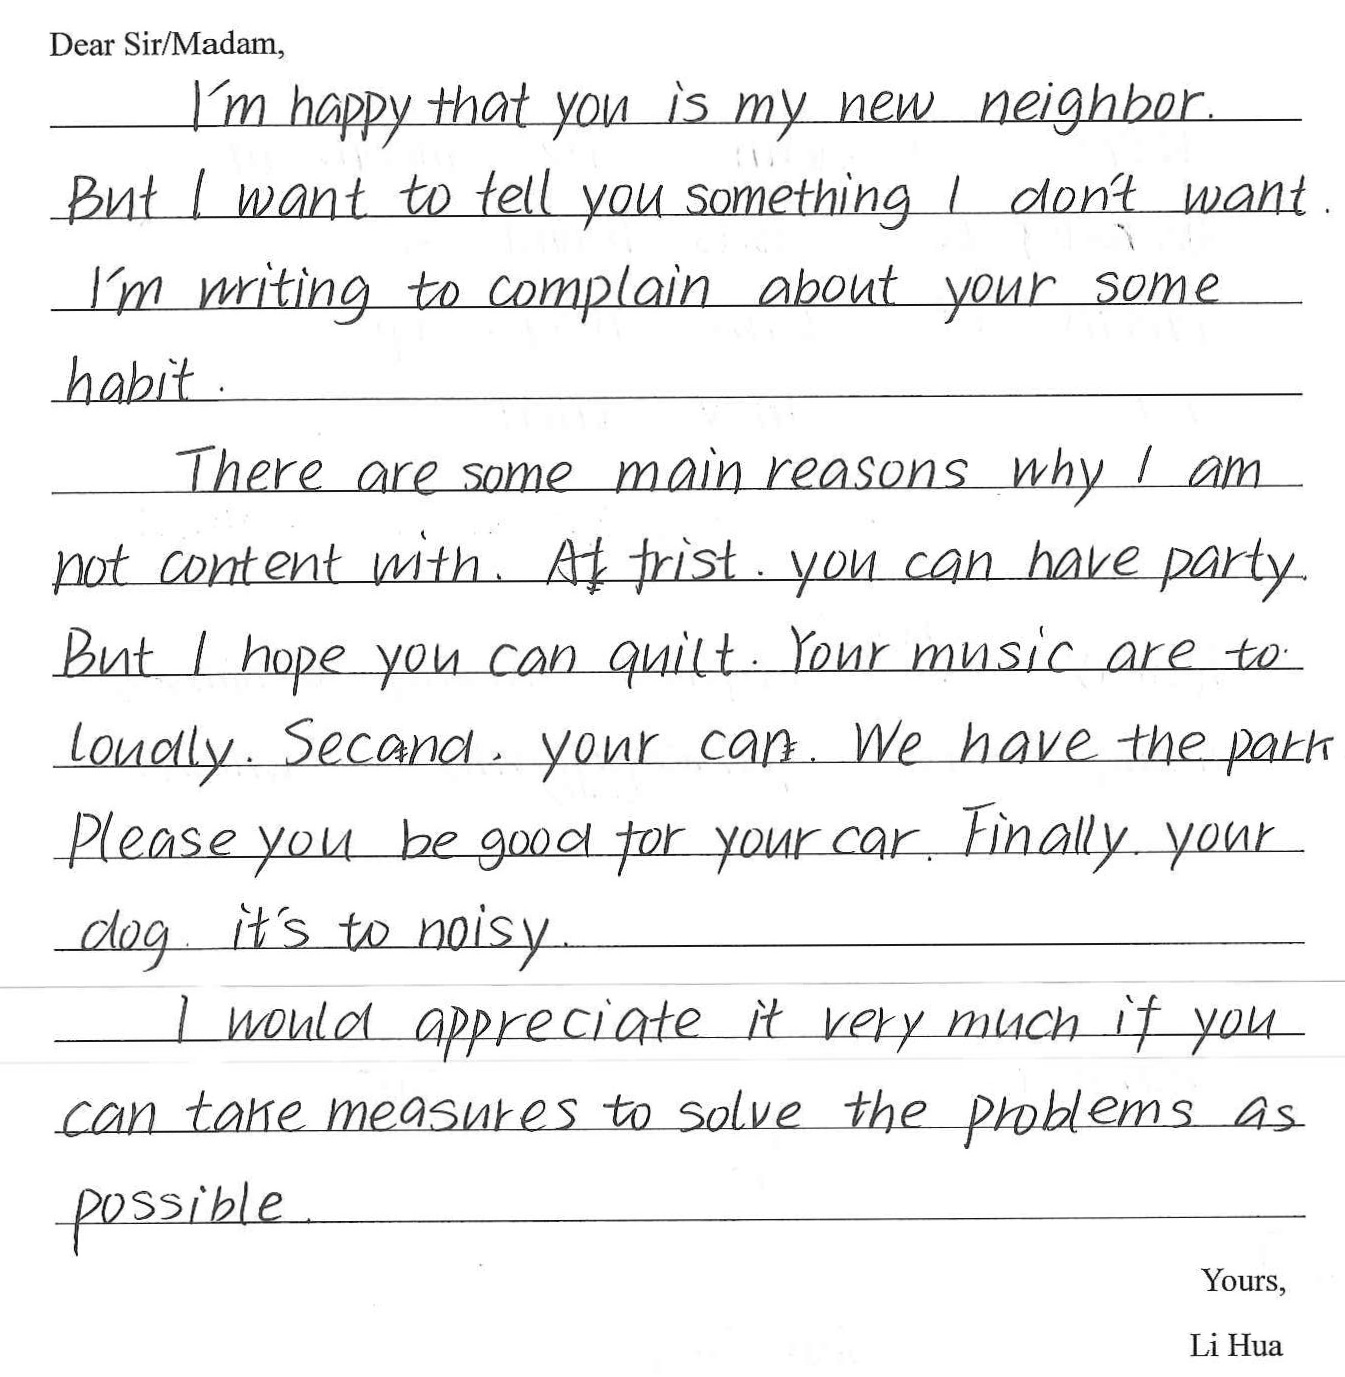 Dear Sir/Madam,
I'm happy that you is my new neighbor.
But I want to tell you something I don't want.
I'm writing to complain about your some
habit.
There are some main reasons why I am
not content with. At frist. you can have party.
But I hope you can quilt. Your music are to
loudly. Secand, your car. We have the park
Please you be good for your car. Finally. your
dog. it's to noisy.
I would appreciate it very much if you
can take measures to solve the problems as
possible.
Yours,
Li Hua